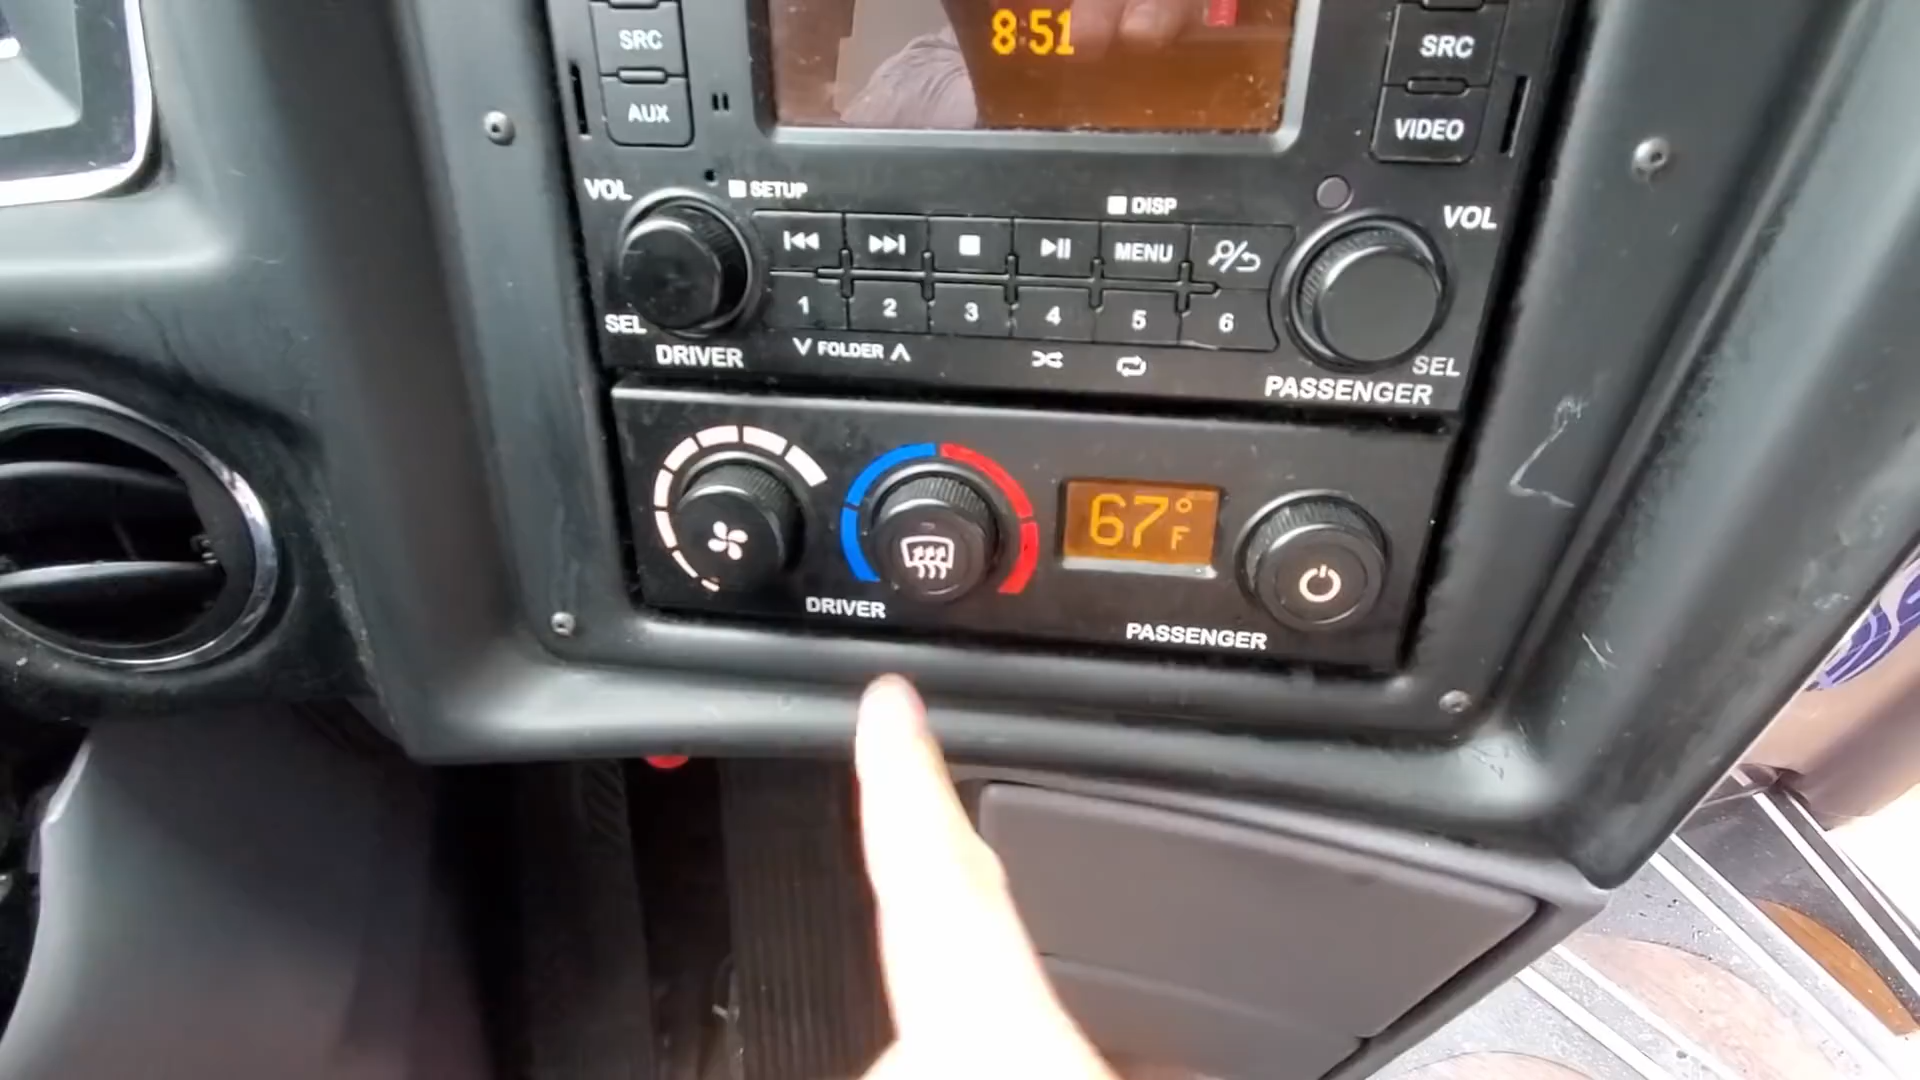 8:51
SRC
AUX
SRC
VIDEO
VOL
SETUP
DISP
VOL
MENU
1 2 3 4 5 6
SEL
DRIVER
FOLDER
SEL
PASSENGER
67°F
DRIVER
PASSENGER